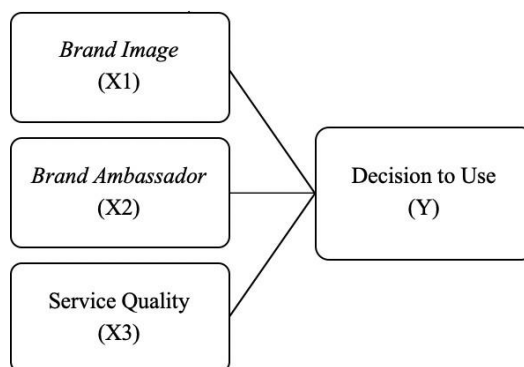 Brand Image
(X1)
Brand Ambassador
(X2)
Decision to Use
(Y)
Service Quality
(X3)